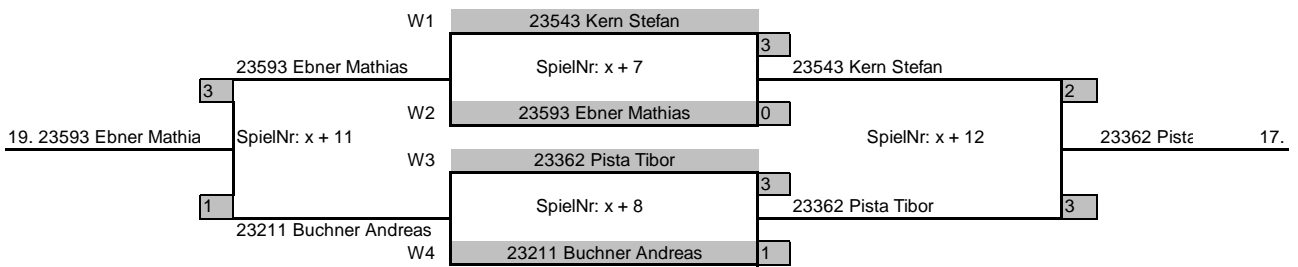 W1 23543 Kern Stefan
3
23593 Ebner Mathias SpielNr: x + 7 23543 Kern Stefan
3 2
W2 23593 Ebner Mathias 0
19. 23593 Ebner Mathia SpielNr: x + 11 SpielNr: x + 12 23362 Pista 17.
W3 23362 Pista Tibor
3
1 SpielNr: x + 8 23362 Pista Tibor 3
23211 Buchner Andreas
W4 23211 Buchner Andreas 1